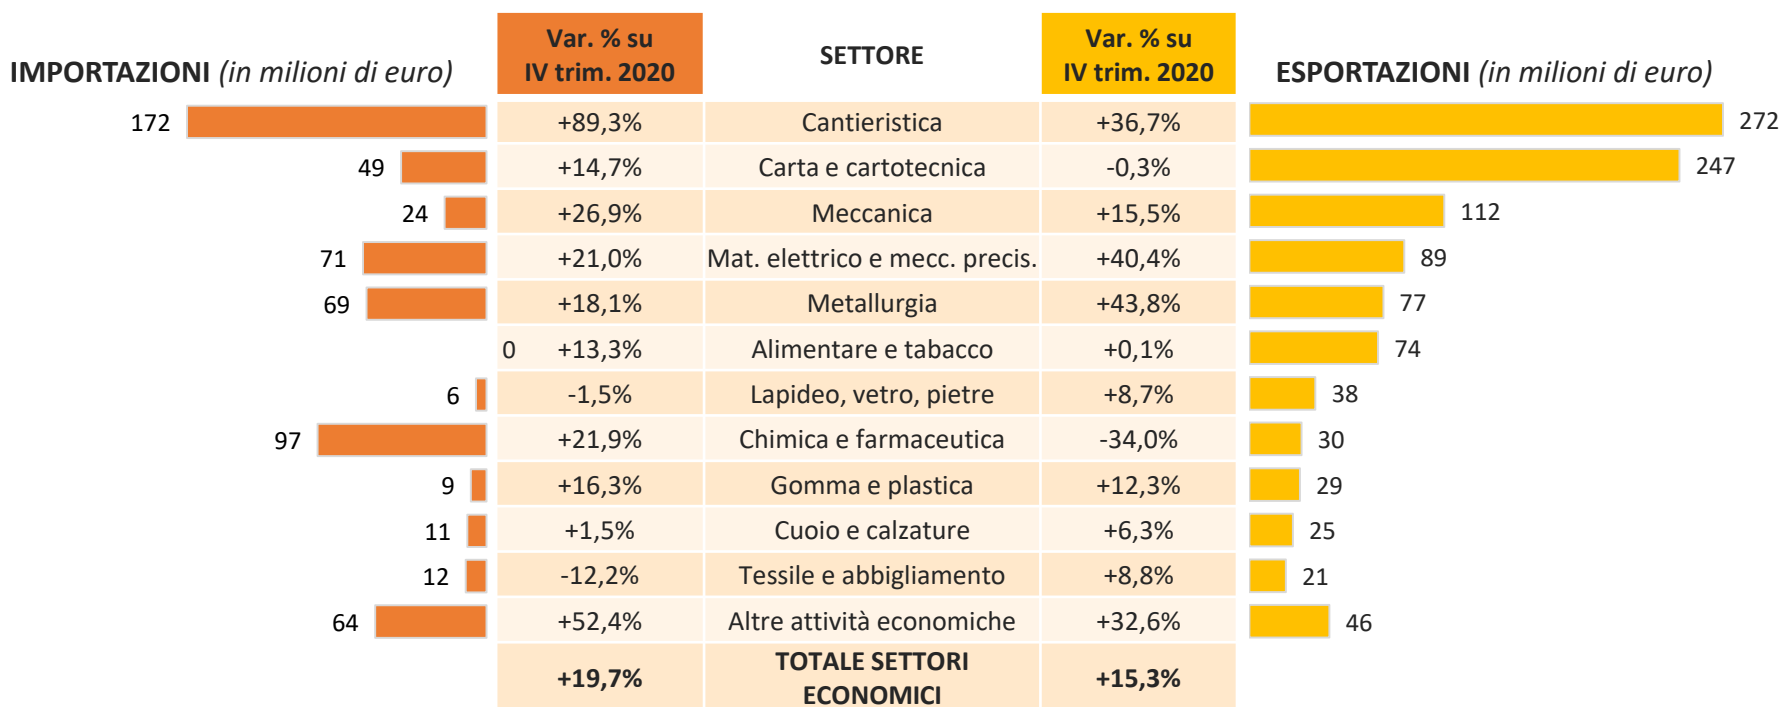 IMPORTAZIONI (in milioni di euro)
Var. % su
IV trim. 2020
SETTORE
Var. % su
IV trim. 2020
ESPORTAZIONI (in milioni di euro)
172 +89,3% Cantieristica +36,7% 272
49 +14,7% Carta e cartotecnica -0,3% 247
24 +26,9% Meccanica +15,5% 112
71 +21,0% Mat. elettrico e mecc. precis. +40,4% 89
69 +18,1% Metallurgia +43,8% 77
0 +13,3% Alimentare e tabacco +0,1% 74
6 -1,5% Lapideo, vetro, pietre +8,7% 38
97 +21,9% Chimica e farmaceutica -34,0% 30
9 +16,3% Gomma e plastica +12,3% 29
11 +1,5% Cuoio e calzature +6,3% 25
12 -12,2% Tessile e abbigliamento +8,8% 21
64 +52,4% Altre attività economiche +32,6% 46
+19,7%
TOTALE SETTORI
ECONOMICI
+15,3%